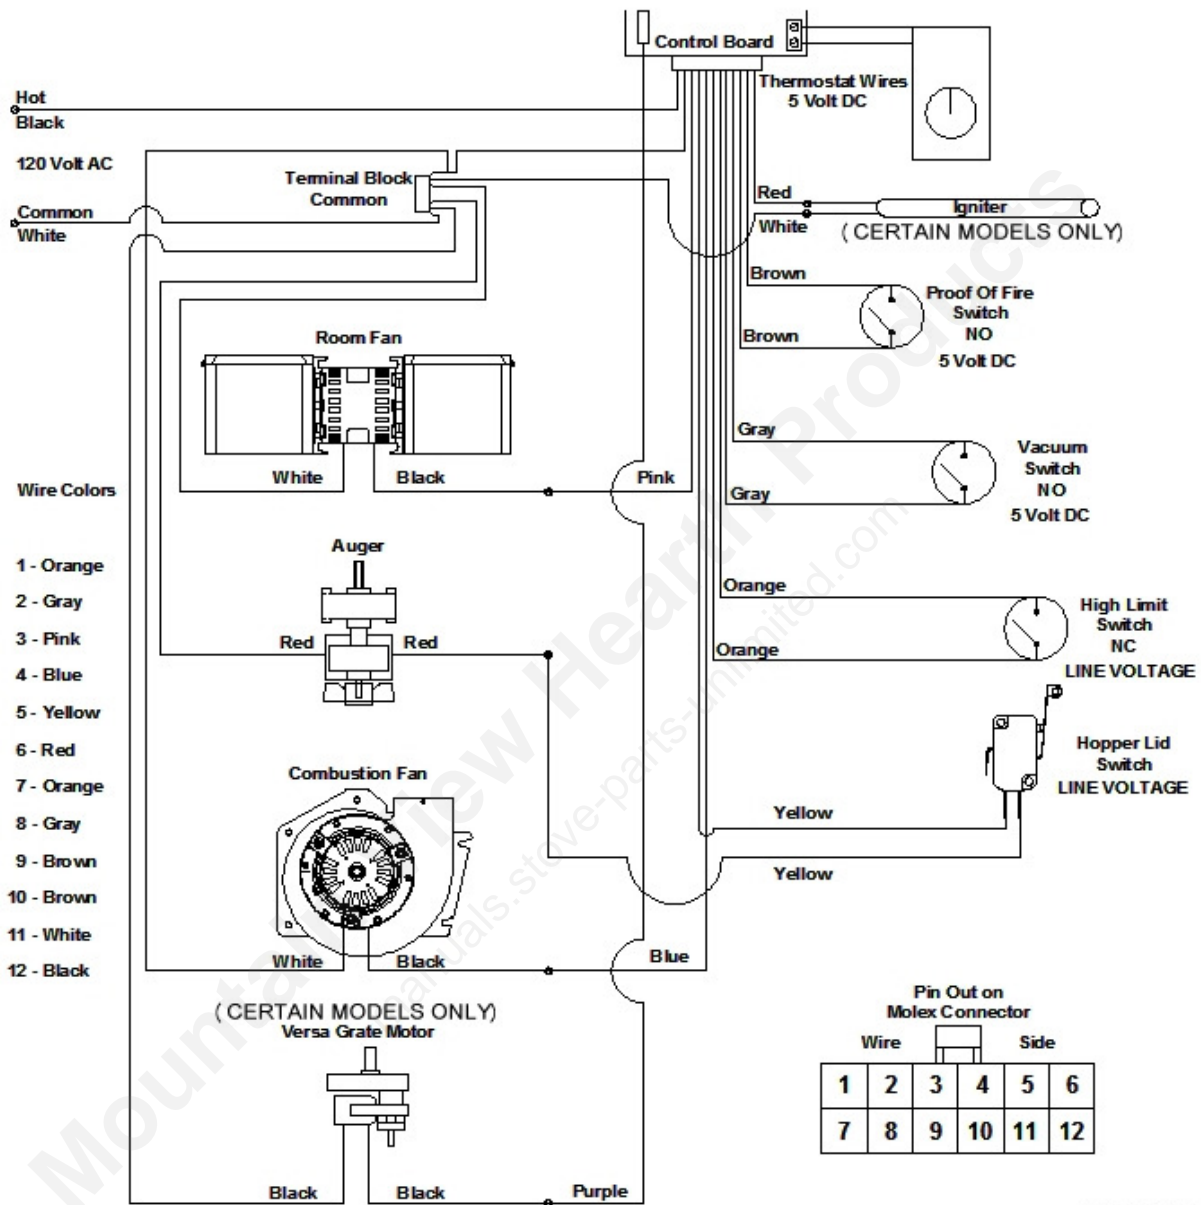 Control Board
Thermostat Wires
5 Volt DC
Hot
Black
120 Volt AC
Terminal Block
Common
Common
White
Red
White
Igniter
( CERTAIN MODELS ONLY)
Brown
Brown
Proof Of Fire
Switch
NO
5 Volt DC
Room Fan
White
Black
Pink
Gray
Gray
Vacuum
Switch
NO
5 Volt DC
Wire Colors
1 - Orange
2 - Gray
3 - Pink
4 - Blue
5 - Yellow
6 - Red
7 - Orange
8 - Gray
9 - Brown
10 - Brown
11 - White
12 - Black
Auger
Red
Red
Orange
Orange
High Limit
Switch
NC
LINE VOLTAGE
Hopper Lid
Switch
LINE VOLTAGE
Yellow
Yellow
Combustion Fan
White
Black
Blue
( CERTAIN MODELS ONLY)
Versa Grate Motor
Black
Black
Purple
Pin Out on
Molex Connector
Wire Side
1 2 3 4 5 6
7 8 9 10 11 12
Mountain View Hearth Products
manuals.stove-parts-unlimited.com